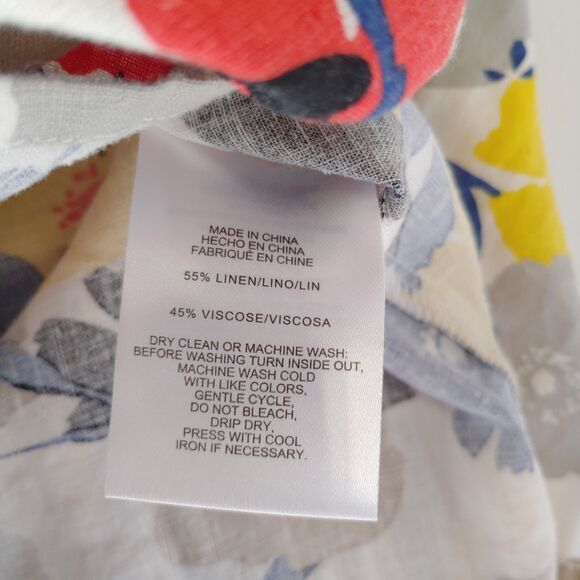 MADE IN CHINA
HECHO EN CHINA
FABRIQUÉ EN CHINE
55% LINEN/LINO/LIN
45% VISCOSE/VISCOSA
DRY CLEAN OR MACHINE WASH:
BEFORE WASHING TURN INSIDE OUT,
MACHINE WASH COLD
WITH LIKE COLORS,
GENTLE CYCLE,
DO NOT BLEACH,
DRIP DRY,
PRESS WITH COOL
IRON IF NECESSARY.